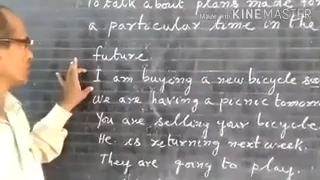 To talk about plans made for
a particular time in the
future
I am buying a new bicycle
we are having a picnic tomorr
You are selling your bicycle.
He is returning next week.
They are going to play.
Made with KINEMASTER